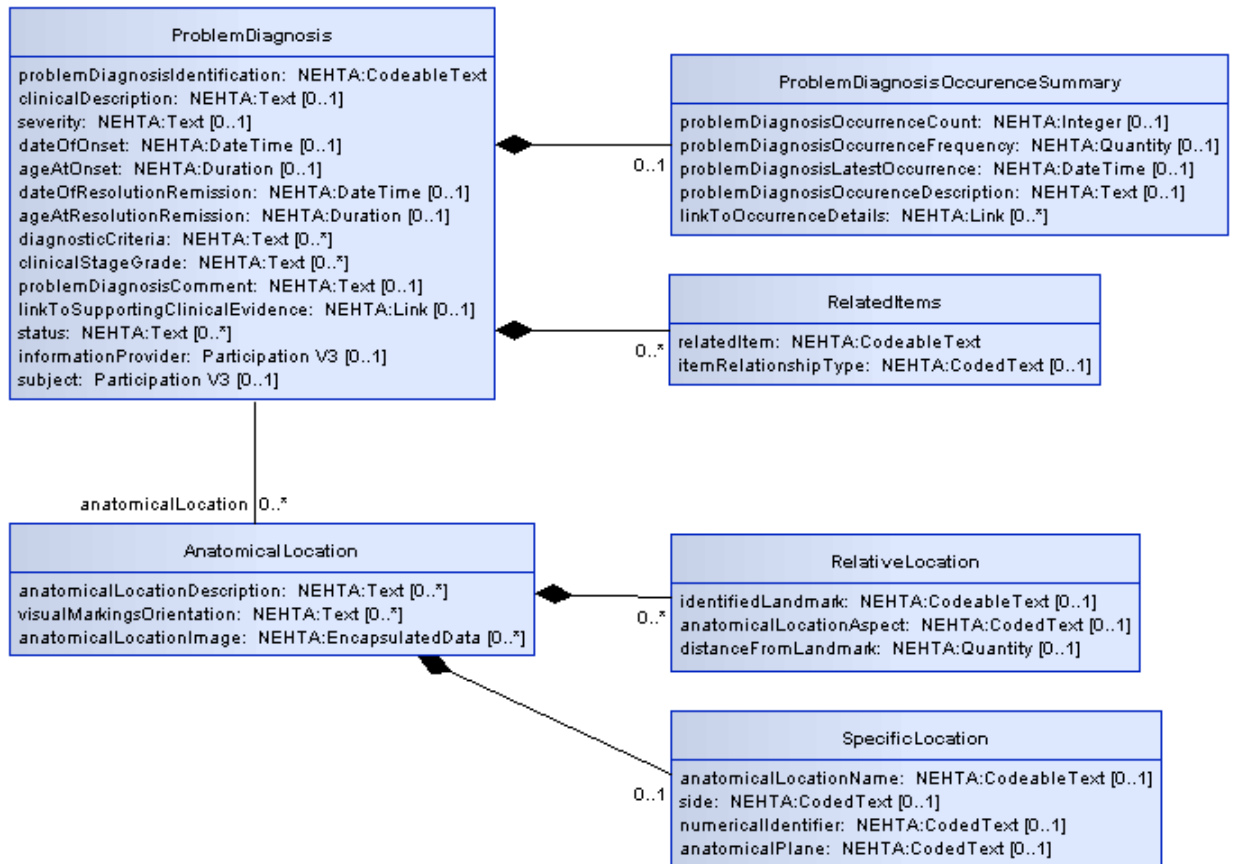 ProblemDiagnosis
problemDiagnosisIdentification: NEHTA:CodeableText
clinicalDescription: NEHTA:Text [0..1]
severity: NEHTA:Text [0..1]
dateOfOnset: NEHTA:DateTime [0..1]
ageAtOnset: NEHTA:Duration [0..1]
dateOfResolutionRemission: NEHTA:DateTime [0..1]
ageAtResolutionRemission: NEHTA:Duration [0..1]
diagnosticCriteria: NEHTA:Text [0..*]
clinicalStageGrade: NEHTA:Text [0..*]
problemDiagnosisComment: NEHTA:Text [0..1]
linkToSupportingClinicalEvidence: NEHTA:Link [0..1]
status: NEHTA:Text [0..*]
informationProvider: Participation V3 [0..1]
subject: Participation V3 [0..1]
0..1
ProblemDiagnosisOccurenceSummary
problemDiagnosisOccurrenceCount: NEHTA:Integer [0..1]
problemDiagnosisOccurrenceFrequency: NEHTA:Quantity [0..1]
problemDiagnosisLatestOccurrence: NEHTA:DateTime [0..1]
problemDiagnosisOccurenceDescription: NEHTA:Text [0..1]
linkToOccurrenceDetails: NEHTA:Link [0..*]
0..*
RelatedItems
relatedItem: NEHTA:CodeableText
itemRelationshipType: NEHTA:CodedText [0..1]
anatomicalLocation 0..*
AnatomicalLocation
anatomicalLocationDescription: NEHTA:Text [0..*]
visualMarkingsOrientation: NEHTA:Text [0..*]
anatomicalLocationImage: NEHTA:EncapsulatedData [0..*]
0..*
RelativeLocation
identifiedLandmark: NEHTA:CodeableText [0..1]
anatomicalLocationAspect: NEHTA:CodedText [0..1]
distanceFromLandmark: NEHTA:Quantity [0..1]
0..1
SpecificLocation
anatomicalLocationName: NEHTA:CodeableText [0..1]
side: NEHTA:CodedText [0..1]
numericalIdentifier: NEHTA:CodedText [0..1]
anatomicalPlane: NEHTA:CodedText [0..1]